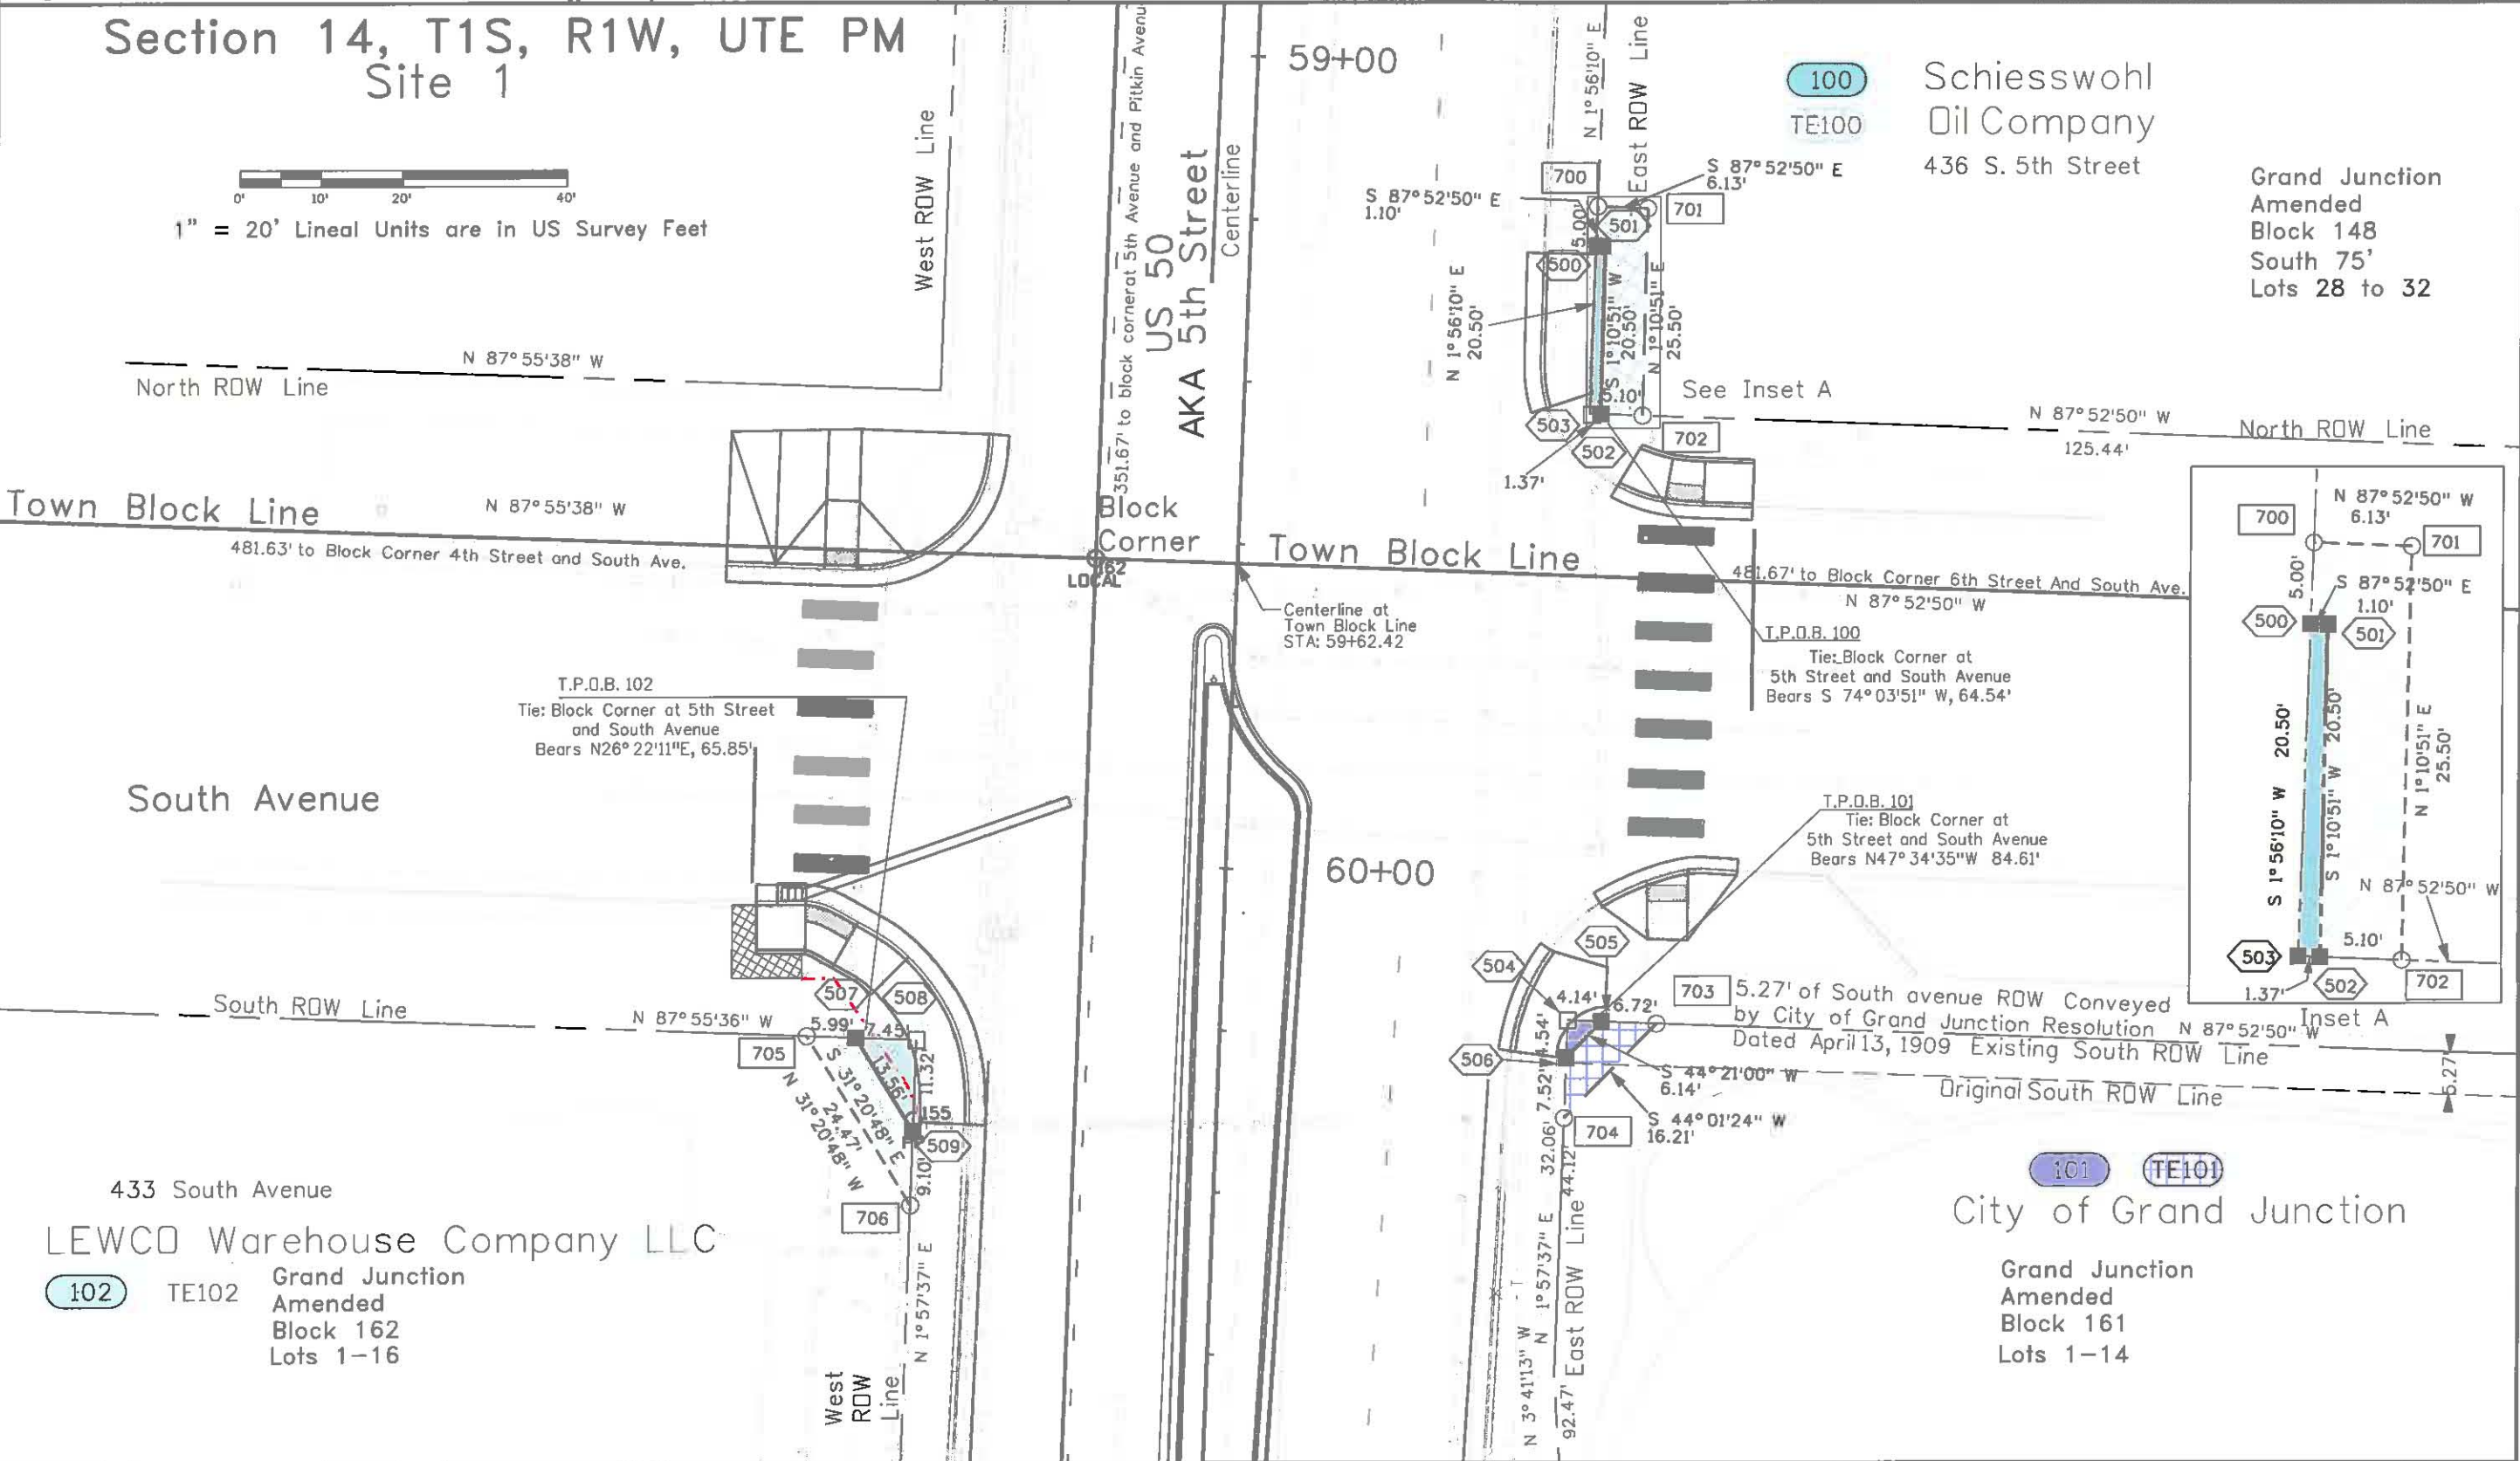 Section 14, T1S, R1W, UTE PM
Site 1
0'
10'
20'
40'
1" = 20' Lineal Units are in US Survey Feet
West ROW Line
N 87°55'38" W
North ROW Line
Town Block Line
N 87°55'38" W
481.63' to Block Corner 4th Street and South Ave.
351.67' to block cornerat 5th Avenue and Pitkin Avenu
US 50
AKA 5th Street
Centerline
59+00
Block
Corner
162
LOCAL
Town Block Line
Centerline at
Town Block Line
STA: 59+62.42
481.67' to Block Corner 6th Street And South Ave.
N 87°52'50" W
N 1°56'10" E
East ROW Line
700
S 87°52'50" E
6.13'
S 87°52'50" E
1.10'
701
501
5.00'
500
N 1°56'10" E
20.50'
S 1°10'51" W
20.50'
N 1°10'51" E
25.50'
5.10'
503
502
702
1.37'
See Inset A
N 87°52'50" W
125.44'
North ROW Line
100
TE100
Schiesswohl
Oil Company
436 S. 5th Street
Grand Junction
Amended
Block 148
South 75'
Lots 28 to 32
T.P.O.B. 100
Tie: Block Corner at
5th Street and South Avenue
Bears S 74°03'51" W, 64.54'
N 87°52'50" W
6.13'
700
701
5.00'
S 87°52'50" E
1.10'
500
501
S 1°56'10" W 20.50'
S 1°10'51" W 20.50'
N 1°10'51" E
25.50'
N 87°52'50" W
5.10'
503
1.37'
502
702
Inset A
T.P.O.B. 102
Tie: Block Corner at 5th Street
and South Avenue
Bears N26°22'11"E, 65.85'
South Avenue
60+00
T.P.O.B. 101
Tie: Block Corner at
5th Street and South Avenue
Bears N47°34'35"W 84.61'
South ROW Line
N 87°55'36" W
507
508
5.99'
7.45'
705
11.32'
13.56'
S 31°20'48" E
24.47'
N 31°20'48" W
155
509
9.10'
706
N 1°57'37" E
West
ROW
Line
504
505
4.14'
6.72'
703
4.54'
506
7.52'
S 44°21'00" W
6.14'
S 44°01'24" W
16.21'
704
32.06'
44.12'
N 1°57'37" E
East ROW Line
N 3°41'13" W
92.47'
5.27' of South avenue ROW Conveyed
by City of Grand Junction Resolution
Dated April 13, 1909
N 87°52'50" W
Existing South ROW Line
Original South ROW Line
5.27'
433 South Avenue
LEWCO Warehouse Company LLC
102
TE102
Grand Junction
Amended
Block 162
Lots 1-16
101
TE101
City of Grand Junction
Grand Junction
Amended
Block 161
Lots 1-14